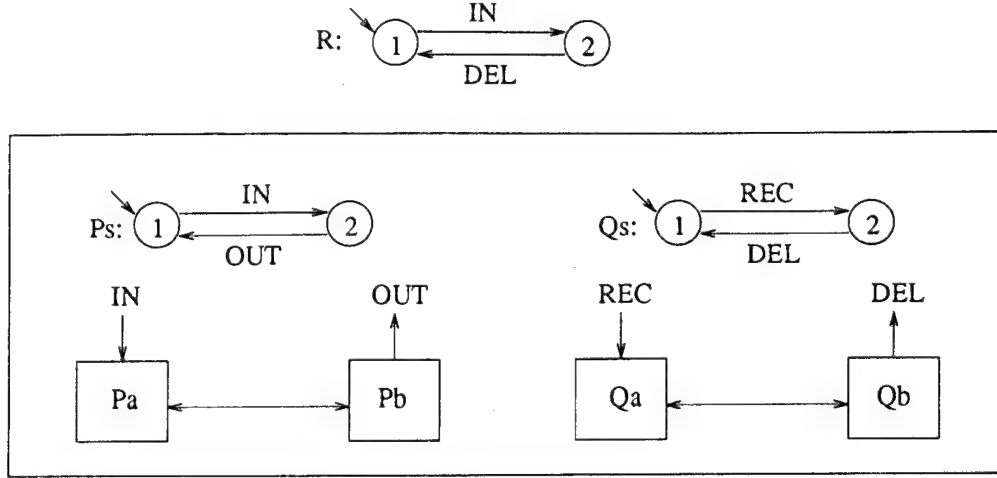 IN
R: 1 2
DEL
IN REC
Ps: 1 2 Qs: 1 2
OUT DEL
IN OUT REC DEL
Pa Pb Qa Qb